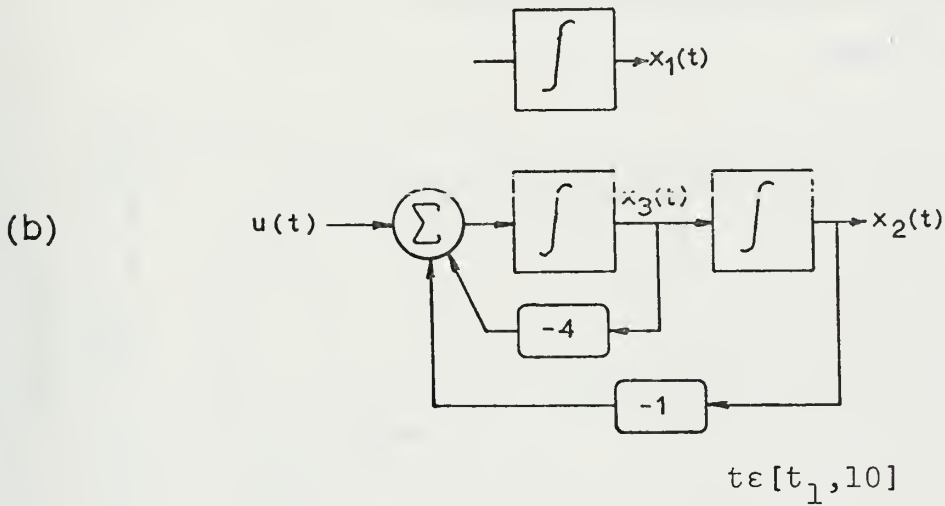 ∫
x₁(t)
(b)
u(t)
Σ
∫
x₃(t)
∫
x₂(t)
-4
-1
tε[t₁,10]